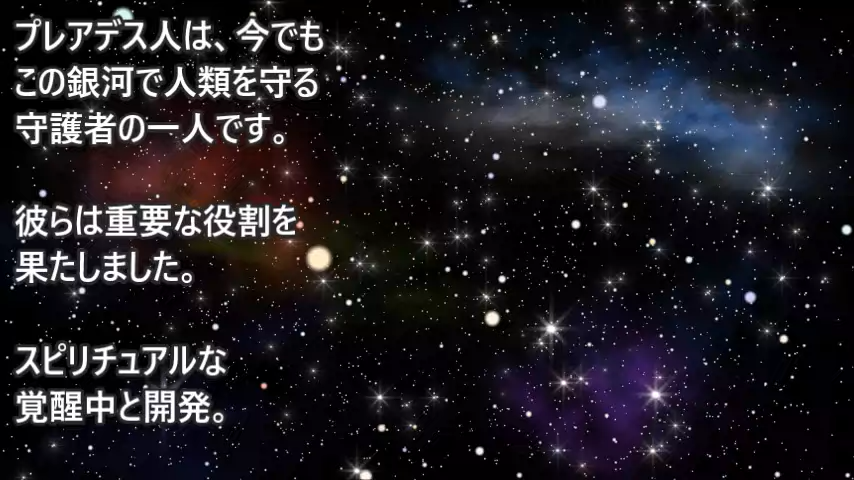 プレアデス人は、今でも
この銀河で人類を守る
守護者の一人です。
彼らは重要な役割を
果たしました。
スピリチュアルな
覚醒中と開発。